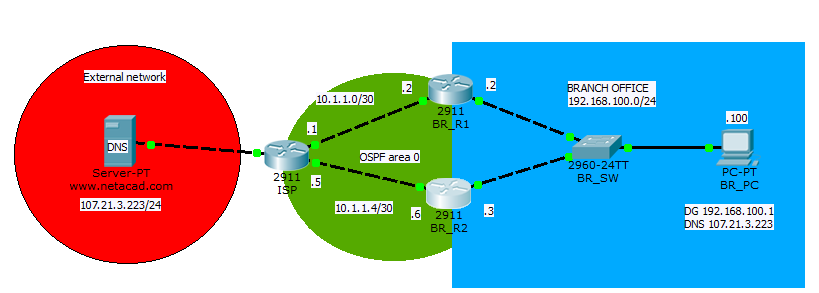 External network
DNS
Server-PT
www.netacad.com
107.21.3.223/24
2911
ISP
.1
.5
10.1.1.0/30
.2
OSPF area 0
10.1.1.4/30
.6
2911
BR_R1
.2
2911
BR_R2
.3
BRANCH OFFICE
192.168.100.0/24
2960-24TT
BR_SW
.100
PC-PT
BR_PC
DG 192.168.100.1
DNS 107.21.3.223